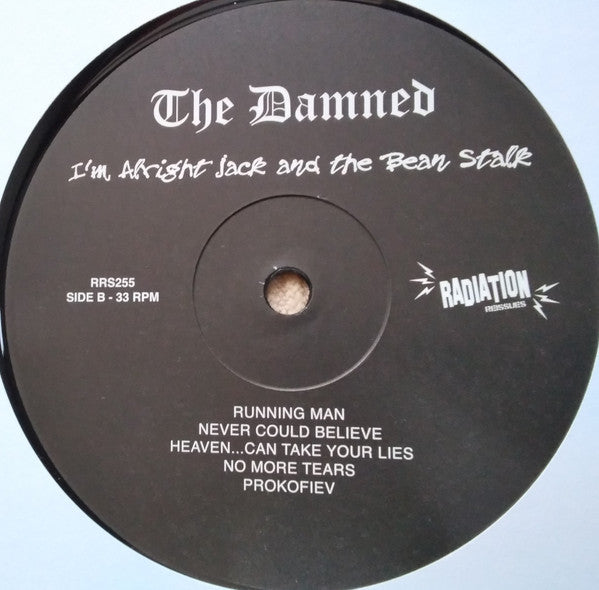 The Damned
I'm Alright Jack and the Bean Stalk
RRS255
SIDE B - 33 RPM
RADIATION
REISSUES
RUNNING MAN
NEVER COULD BELIEVE
HEAVEN...CAN TAKE YOUR LIES
NO MORE TEARS
PROKOFIEV